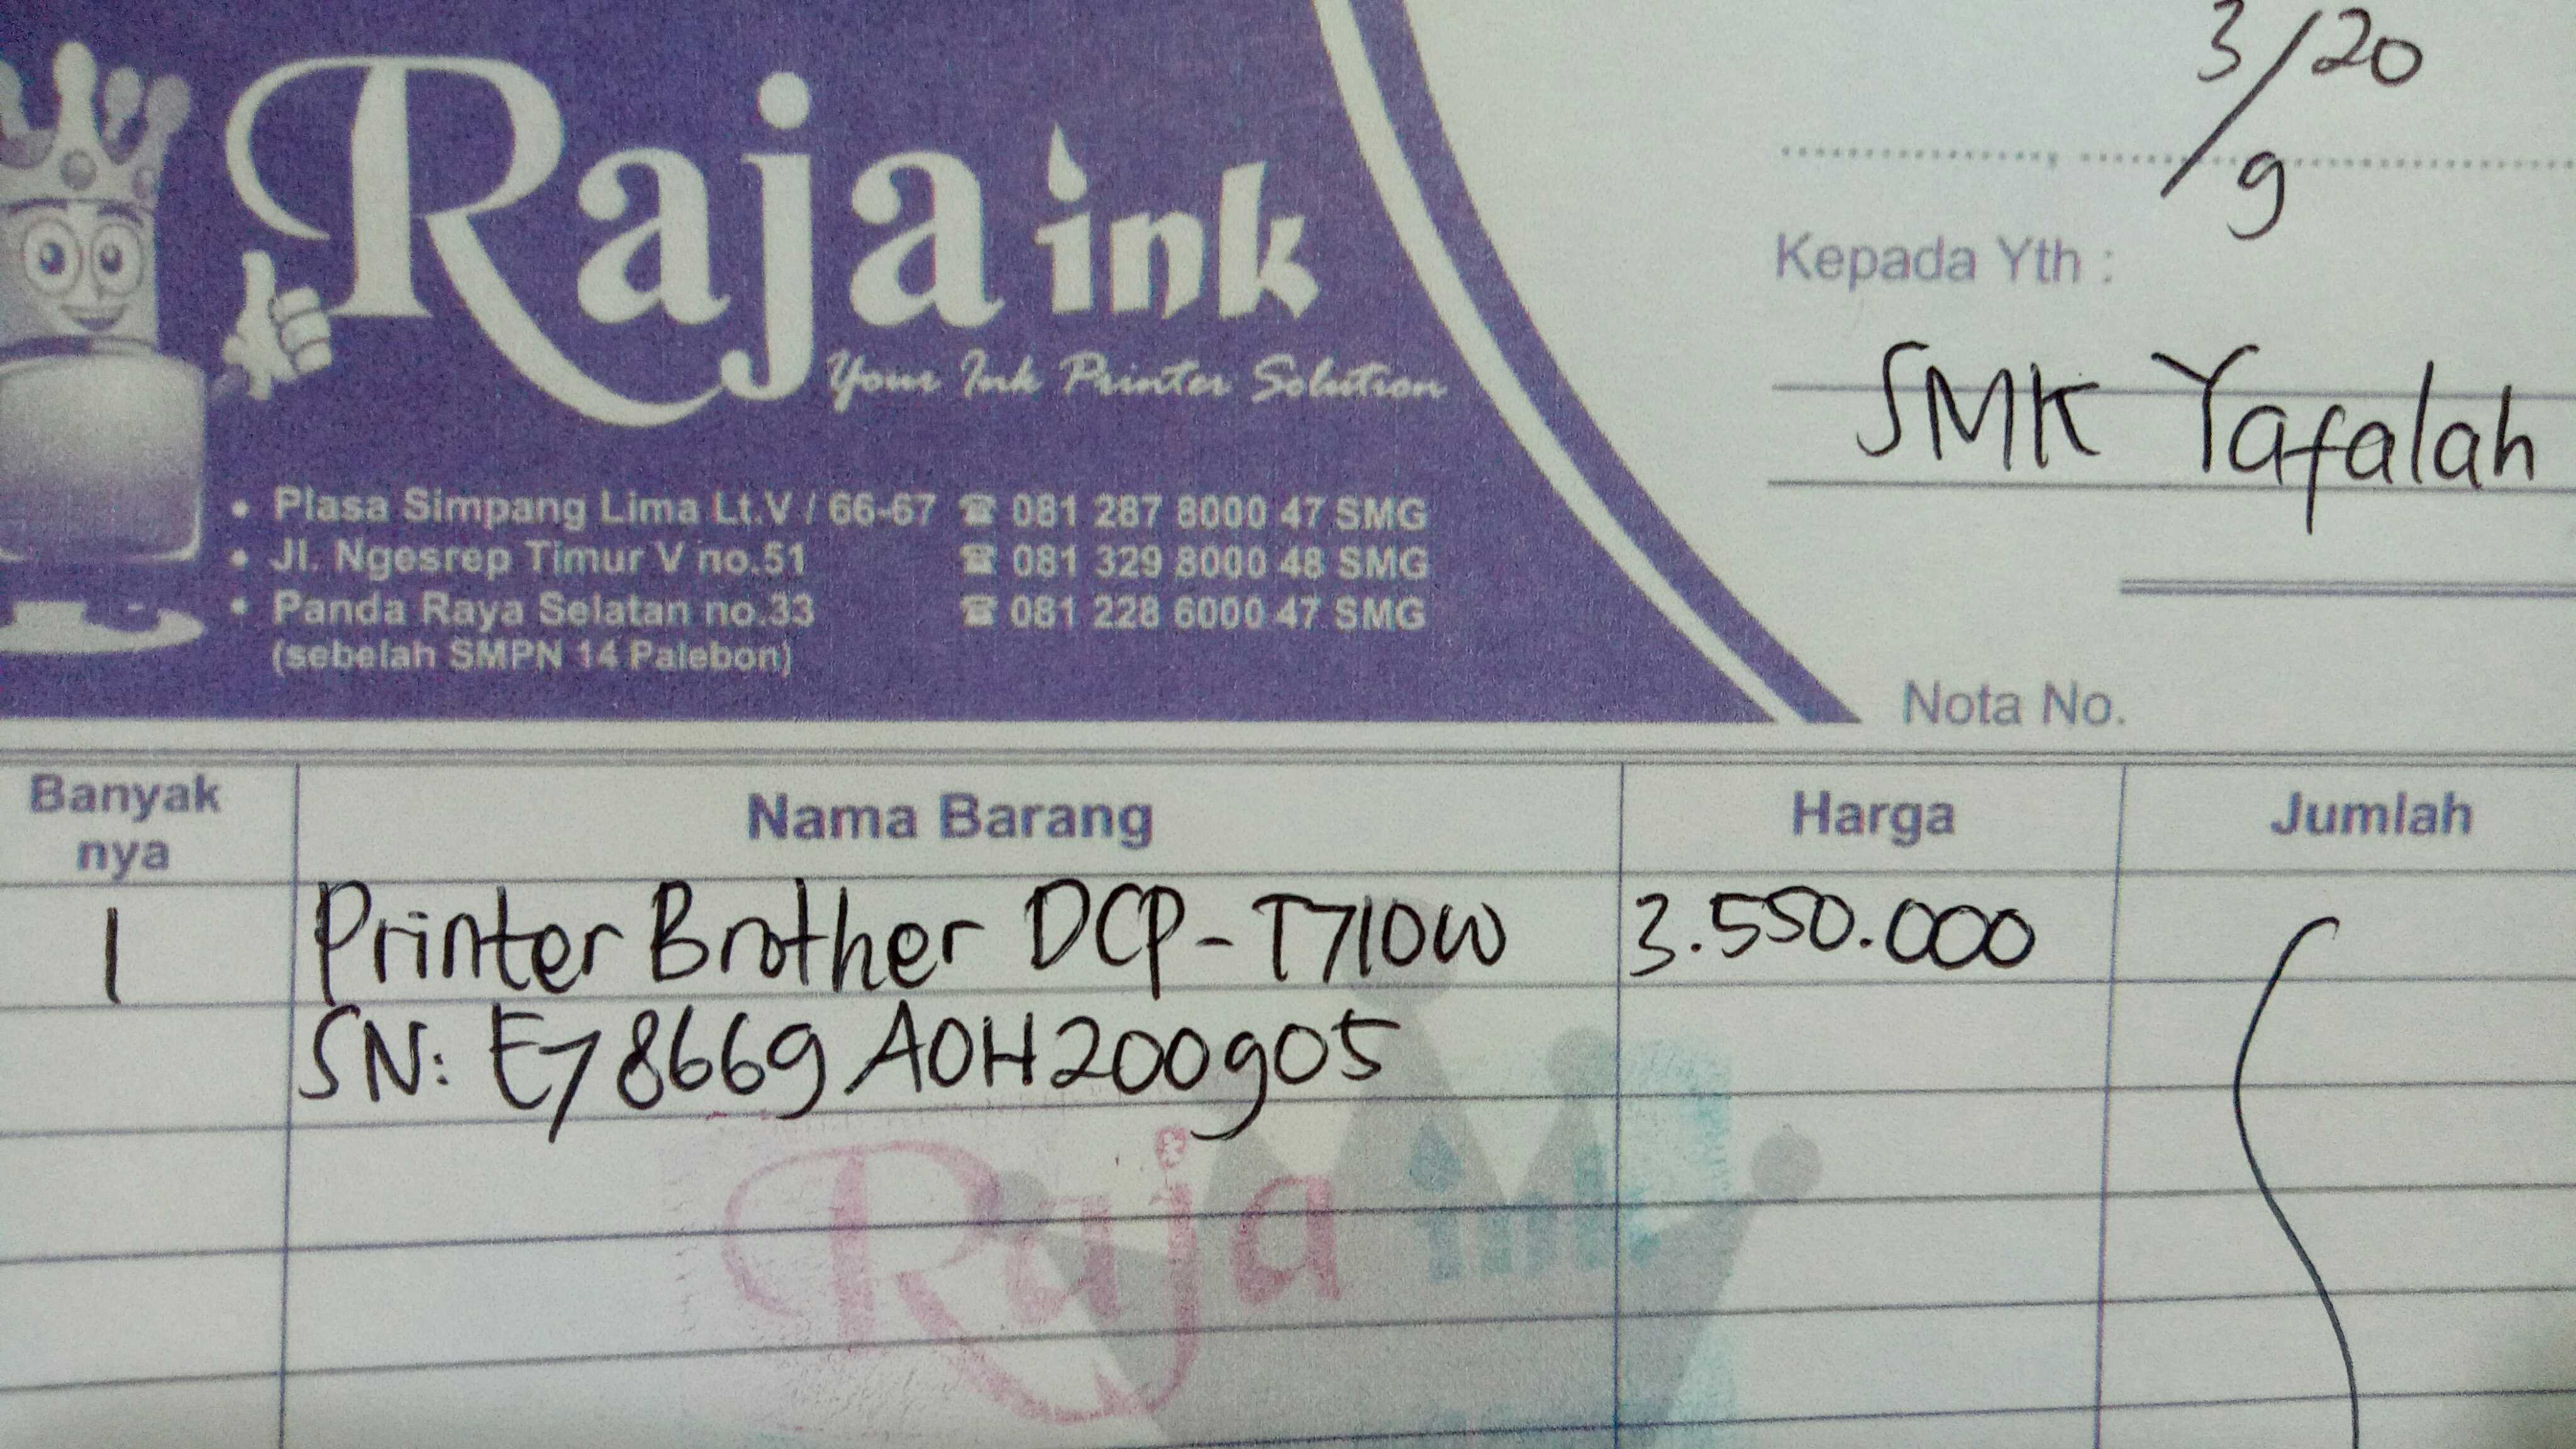 Raja ink
Your Ink Printer Solution
• Plasa Simpang Lima Lt.V / 66-67 ☎ 081 287 8000 47 SMG
• Jl. Ngesrep Timur V no.51 ☎ 081 329 8000 48 SMG
• Panda Raya Selatan no.33 ☎ 081 228 6000 47 SMG
(sebelah SMPN 14 Palebon)
3/9 20
Kepada Yth :
SMK Yafalah
Nota No.
Banyak nya Nama Barang Harga Jumlah
1 Printer Brother DCP-T710W 3.550.000
SN: E78669A0H200905
Raja ink